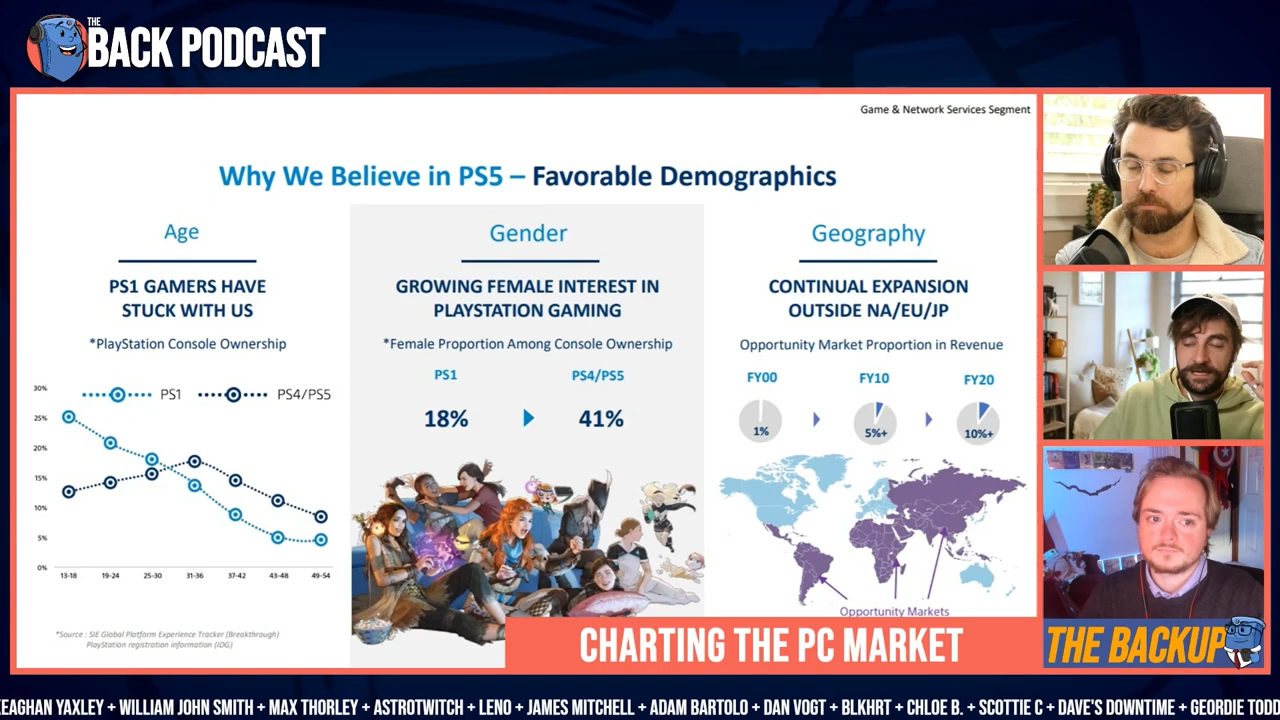 THE
BACK PODCAST
Game & Network Services Segment
Why We Believe in PS5 – Favorable Demographics
Age
PS1 GAMERS HAVE
STUCK WITH US
*PlayStation Console Ownership
PS1
PS4/PS5
30%
25%
20%
15%
10%
5%
0%
13-18
19-24
25-30
31-36
37-42
43-48
49-54
*Source : SIE Global Platform Experience Tracker (Breakthrough)
PlayStation registration information (IDG)
Gender
GROWING FEMALE INTEREST IN
PLAYSTATION GAMING
*Female Proportion Among Console Ownership
PS1
PS4/PS5
18%
41%
Geography
CONTINUAL EXPANSION
OUTSIDE NA/EU/JP
Opportunity Market Proportion in Revenue
FY00
FY10
FY20
1%
5%+
10%+
Opportunity Markets
CHARTING THE PC MARKET
THE BACKUP
KEAGHAN YAXLEY + WILLIAM JOHN SMITH + MAX THORLEY + ASTROTWITCH + LENO + JAMES MITCHELL + ADAM BARTOLO + DAN VOGT + BLKHRT + CHLOE B. + SCOTTIE C + DAVE'S DOWNTIME + GEORDIE TODD